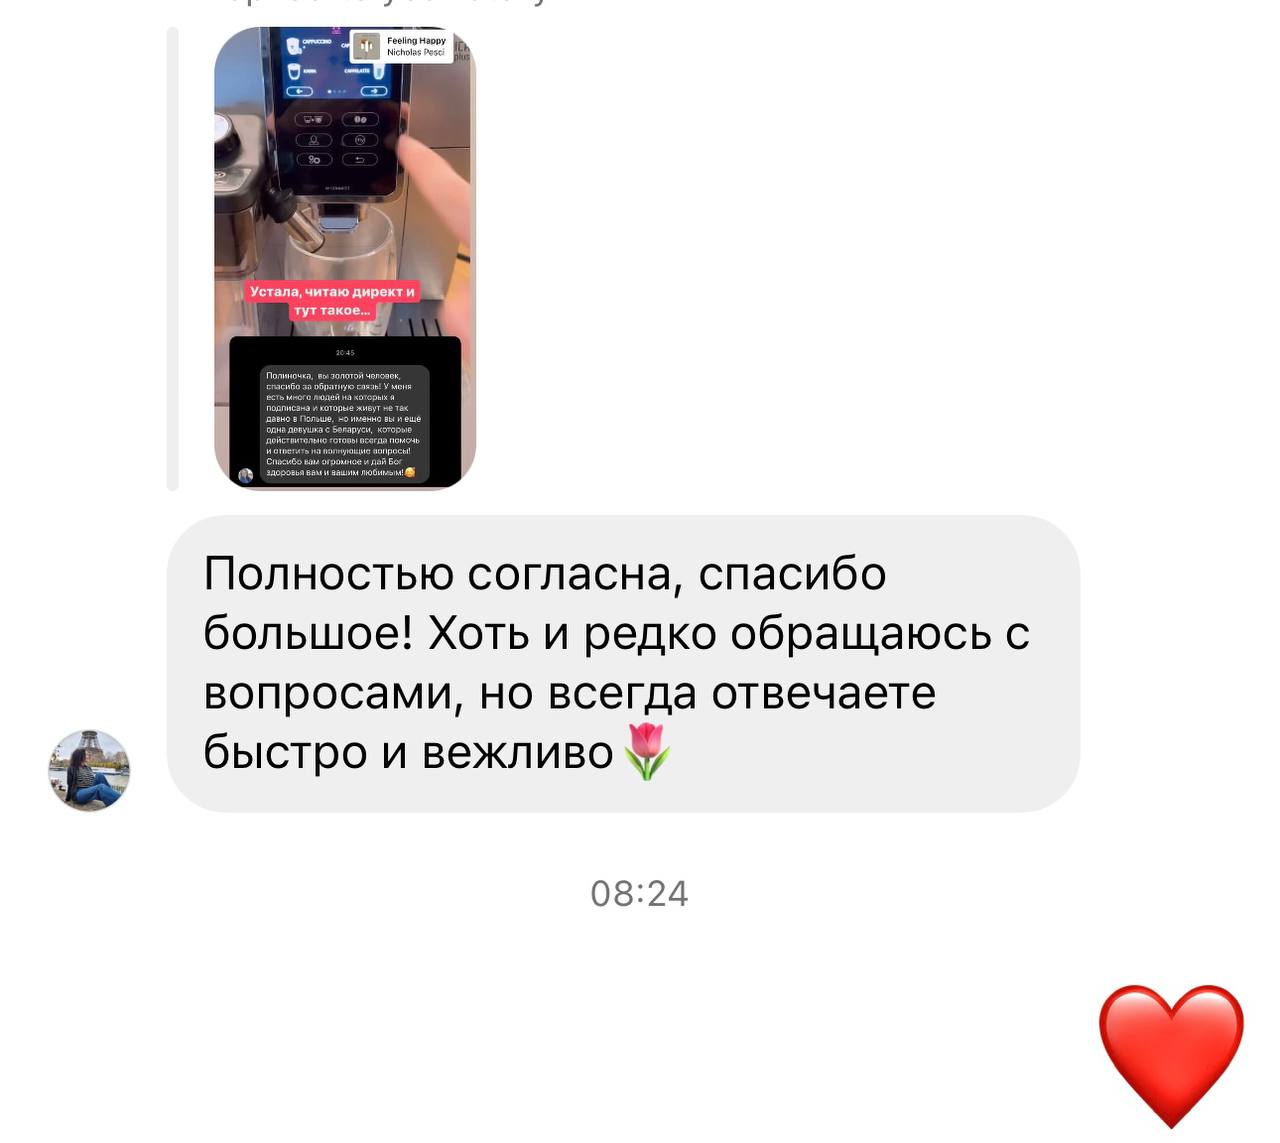 Feeling Happy
Nicholas Pesci
CAPPUCCINO
plus
Устала, читаю директ и
тут такое...
20:45
Полиночка, вы золотой человек,
спасибо за обратную связь! У меня
есть много людей на которых я
подписана и которые живут не так
давно в Польше, но именно вы и ещё
одна девушка с Беларуси, которые
действительно готовы всегда помочь
и ответить на волнующие вопросы!
Спасибо вам огромное и дай Бог
здоровья вам и вашим любимым!🥰
Полностью согласна, спасибо
большое! Хоть и редко обращаюсь с
вопросами, но всегда отвечаете
быстро и вежливо🌷
08:24
❤️